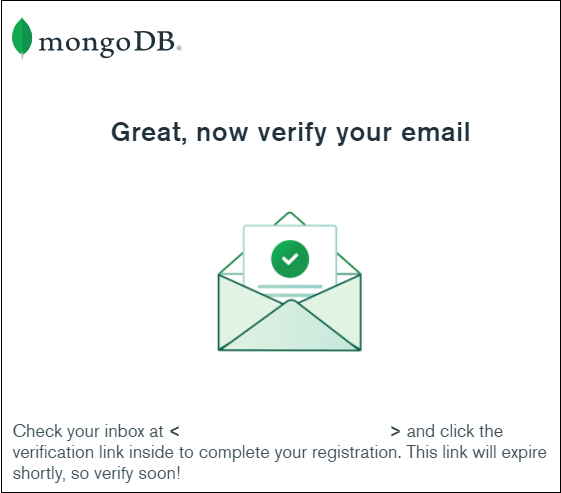 mongoDB®
Great, now verify your email
Check your inbox at < > and click the
verification link inside to complete your registration. This link will expire
shortly, so verify soon!